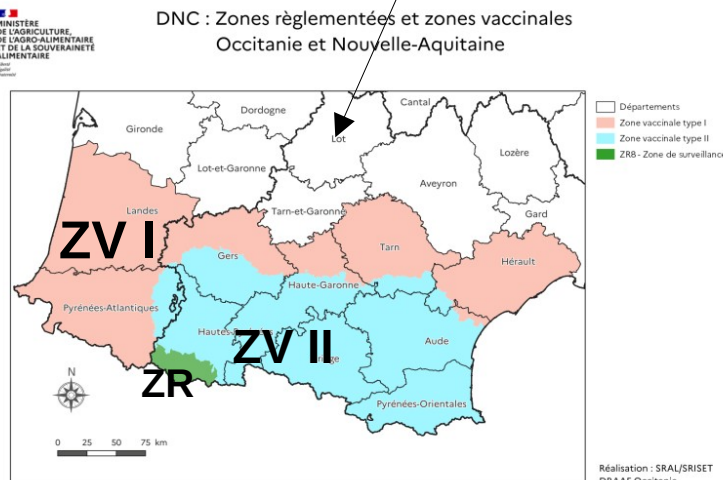 MINISTÈRE
DE L'AGRICULTURE,
DE L'AGRO-ALIMENTAIRE
ET DE LA SOUVERAINETÉ
ALIMENTAIRE
DNC : Zones règlementées et zones vaccinales
Occitanie et Nouvelle-Aquitaine
Départements
Zone vaccinale type I
Zone vaccinale type II
ZR8 - Zone de surveillance
Gironde
Dordogne
Cantal
Lot
Lot-et-Garonne
Lozère
Aveyron
Landes
Tarn-et-Garonne
Gard
ZV I
Gers
Tarn
Hérault
Haute-Garonne
Pyrénées-Atlantiques
Hautes-
ZV II
Aude
ZR
Pyrénées-Orientales
N
0 25 50 75 km
Réalisation : SRAL/SRISET
DRAAF Occitanie